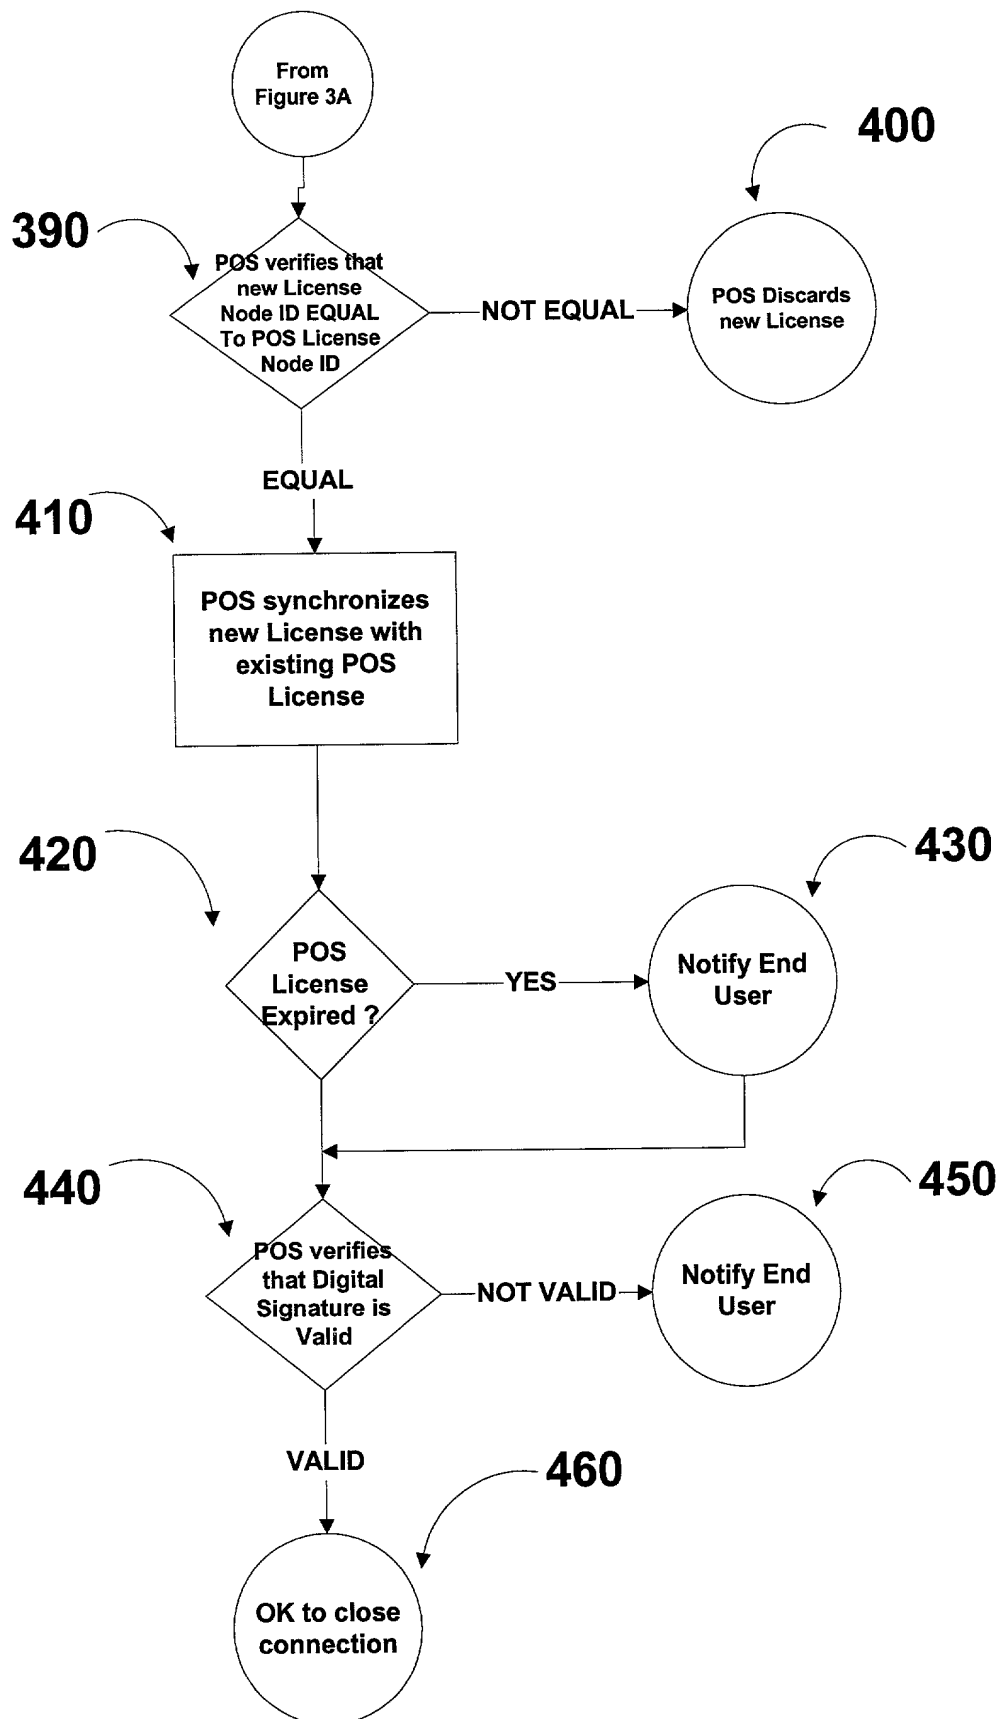 From
Figure 3A
400
390
POS verifies that
new License
Node ID EQUAL
To POS License
Node ID
NOT EQUAL
POS Discards
new License
EQUAL
410
POS synchronizes
new License with
existing POS
License
420
430
POS
License
Expired ?
YES
Notify End
User
440
450
POS verifies
that Digital
Signature is
Valid
NOT VALID
Notify End
User
VALID
460
OK to close
connection